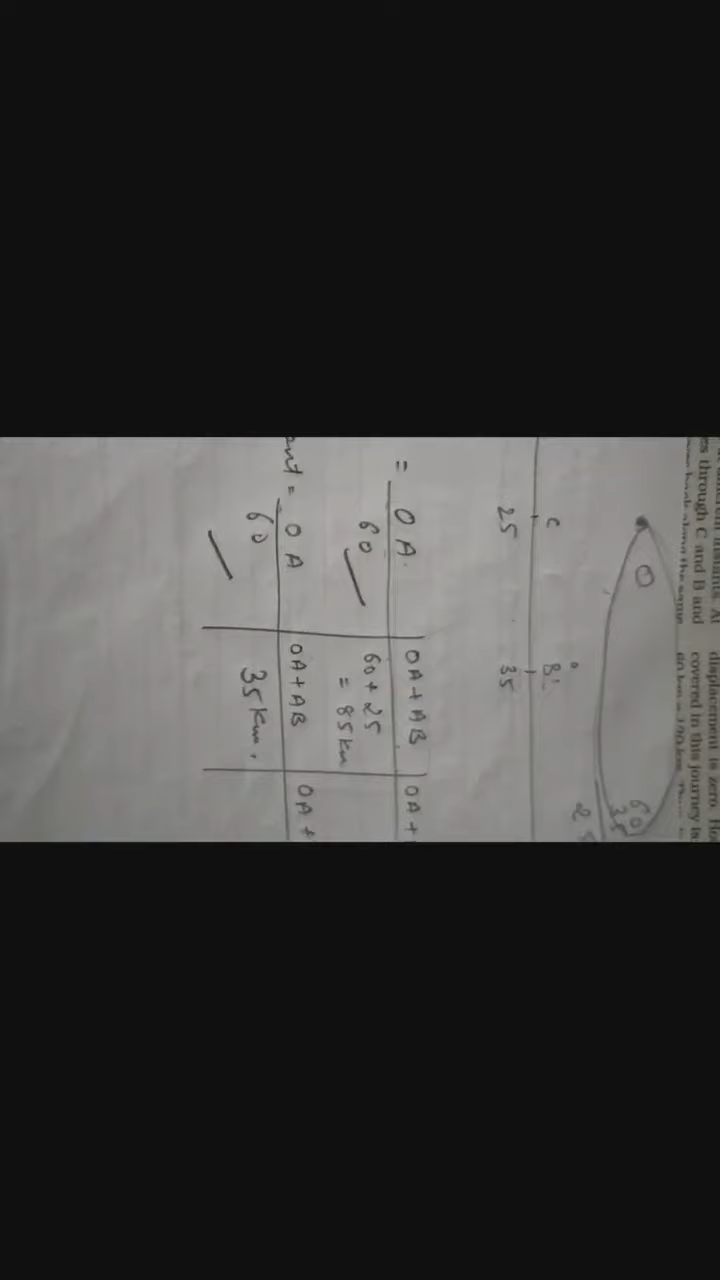 displacement is zero.
es through C and B and
covered in this journey is
O
60
35
25
C
B
25
35
= OA
OA+AB
OA+
60
60+25
= 85 Km
= OA
OA+AB
OA+
60
35 Km.